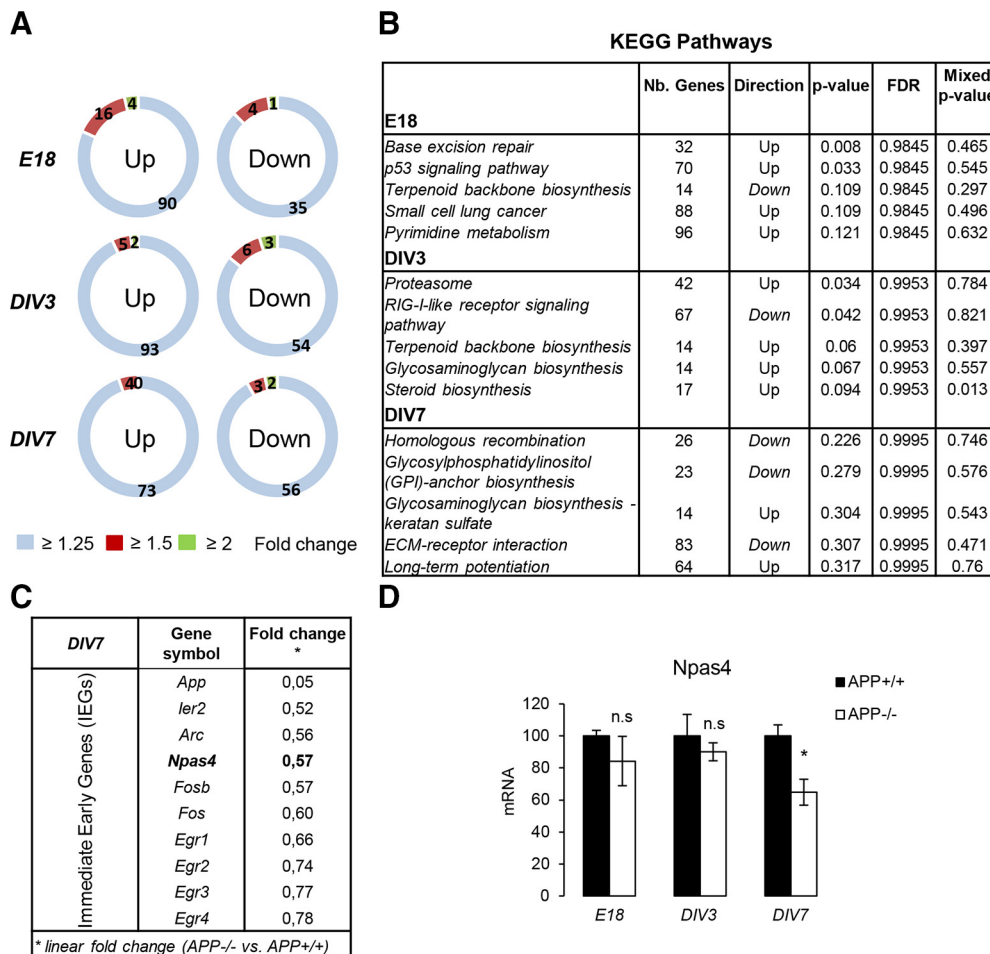 A
E18
16
4
Up
90
4
1
Down
35
DIV3
5
2
Up
93
6
3
Down
54
DIV7
4
0
Up
73
3
2
Down
56
≥ 1.25 ≥ 1.5 ≥ 2 Fold change
B
KEGG Pathways
Nb. Genes Direction p-value FDR Mixed p-value
E18
Base excision repair 32 Up 0.008 0.9845 0.465
p53 signaling pathway 70 Up 0.033 0.9845 0.545
Terpenoid backbone biosynthesis 14 Down 0.109 0.9845 0.297
Small cell lung cancer 88 Up 0.109 0.9845 0.496
Pyrimidine metabolism 96 Up 0.121 0.9845 0.632
DIV3
Proteasome 42 Up 0.034 0.9953 0.784
RIG-I-like receptor signaling
pathway 67 Down 0.042 0.9953 0.821
Terpenoid backbone biosynthesis 14 Up 0.06 0.9953 0.397
Glycosaminoglycan biosynthesis 14 Up 0.067 0.9953 0.557
Steroid biosynthesis 17 Up 0.094 0.9953 0.013
DIV7
Homologous recombination 26 Down 0.226 0.9995 0.746
Glycosylphosphatidylinositol
(GPI)-anchor biosynthesis 23 Down 0.279 0.9995 0.576
Glycosaminoglycan biosynthesis -
keratan sulfate 14 Up 0.304 0.9995 0.543
ECM-receptor interaction 83 Down 0.307 0.9995 0.471
Long-term potentiation 64 Up 0.317 0.9995 0.76
C
DIV7 Gene symbol Fold change *
Immediate Early Genes (IEGs)
App 0,05
Ier2 0,52
Arc 0,56
Npas4 0,57
Fosb 0,57
Fos 0,60
Egr1 0,66
Egr2 0,74
Egr3 0,77
Egr4 0,78
* linear fold change (APP-/- vs. APP+/+)
D
Npas4
APP+/+
APP-/-
mRNA
120
100
80
60
40
20
0
n.s
n.s
*
E18 DIV3 DIV7